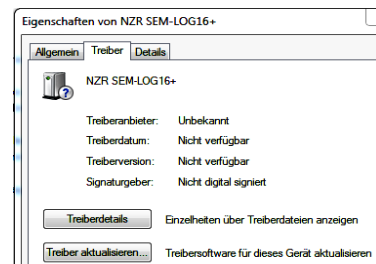 Eigenschaften von NZR SEM-LOG16+
Allgemein Treiber Details
NZR SEM-LOG16+
Treiberanbieter: Unbekannt
Treiberdatum: Nicht verfügbar
Treiberversion: Nicht verfügbar
Signaturgeber: Nicht digital signiert
Treiberdetails Einzelheiten über Treiberdateien anzeigen
Treiber aktualisieren... Treibersoftware für dieses Gerät aktualisieren